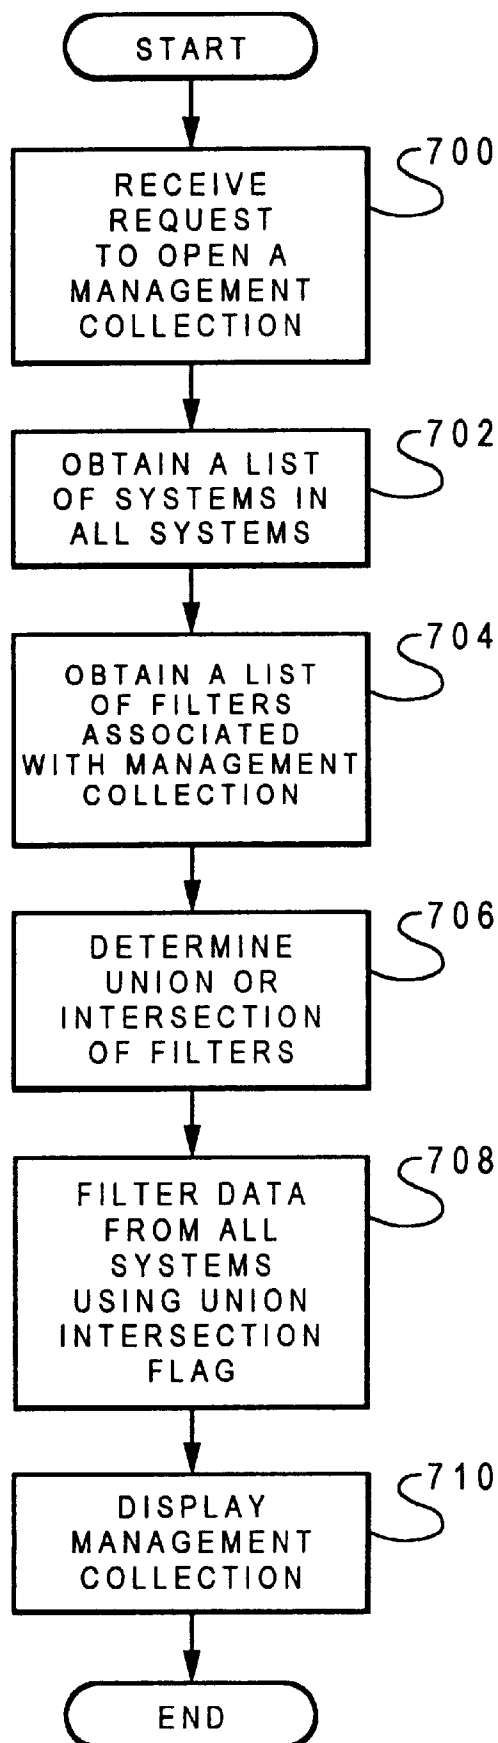 START
700
RECEIVE
REQUEST
TO OPEN A
MANAGEMENT
COLLECTION
702
OBTAIN A LIST
OF SYSTEMS IN
ALL SYSTEMS
704
OBTAIN A LIST
OF FILTERS
ASSOCIATED
WITH MANAGEMENT
COLLECTION
706
DETERMINE
UNION OR
INTERSECTION
OF FILTERS
708
FILTER DATA
FROM ALL
SYSTEMS
USING UNION
INTERSECTION
FLAG
710
DISPLAY
MANAGEMENT
COLLECTION
END